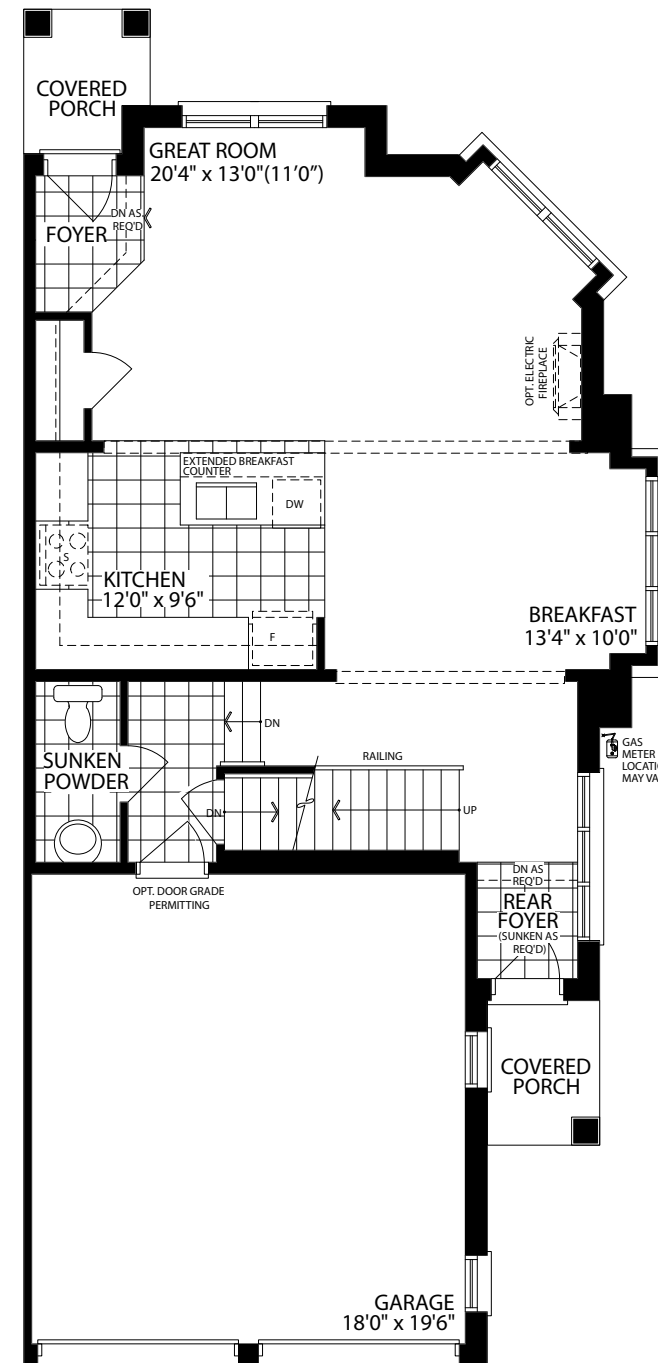 COVERED
PORCH
GREAT ROOM
20'4" x 13'0"(11'0")
DN AS
REQ'D
FOYER
OPT. ELECTRIC
FIREPLACE
EXTENDED BREAKFAST
COUNTER
DW
S
KITCHEN
12'0" x 9'6"
F
BREAKFAST
13'4" x 10'0"
DN
SUNKEN
POWDER
RAILING
GAS
METER
LOCATI
MAY VA
DN
UP
OPT. DOOR GRADE
PERMITTING
DN AS
REQ'D
REAR
FOYER
(SUNKEN AS
REQ'D)
COVERED
PORCH
GARAGE
18'0" x 19'6"